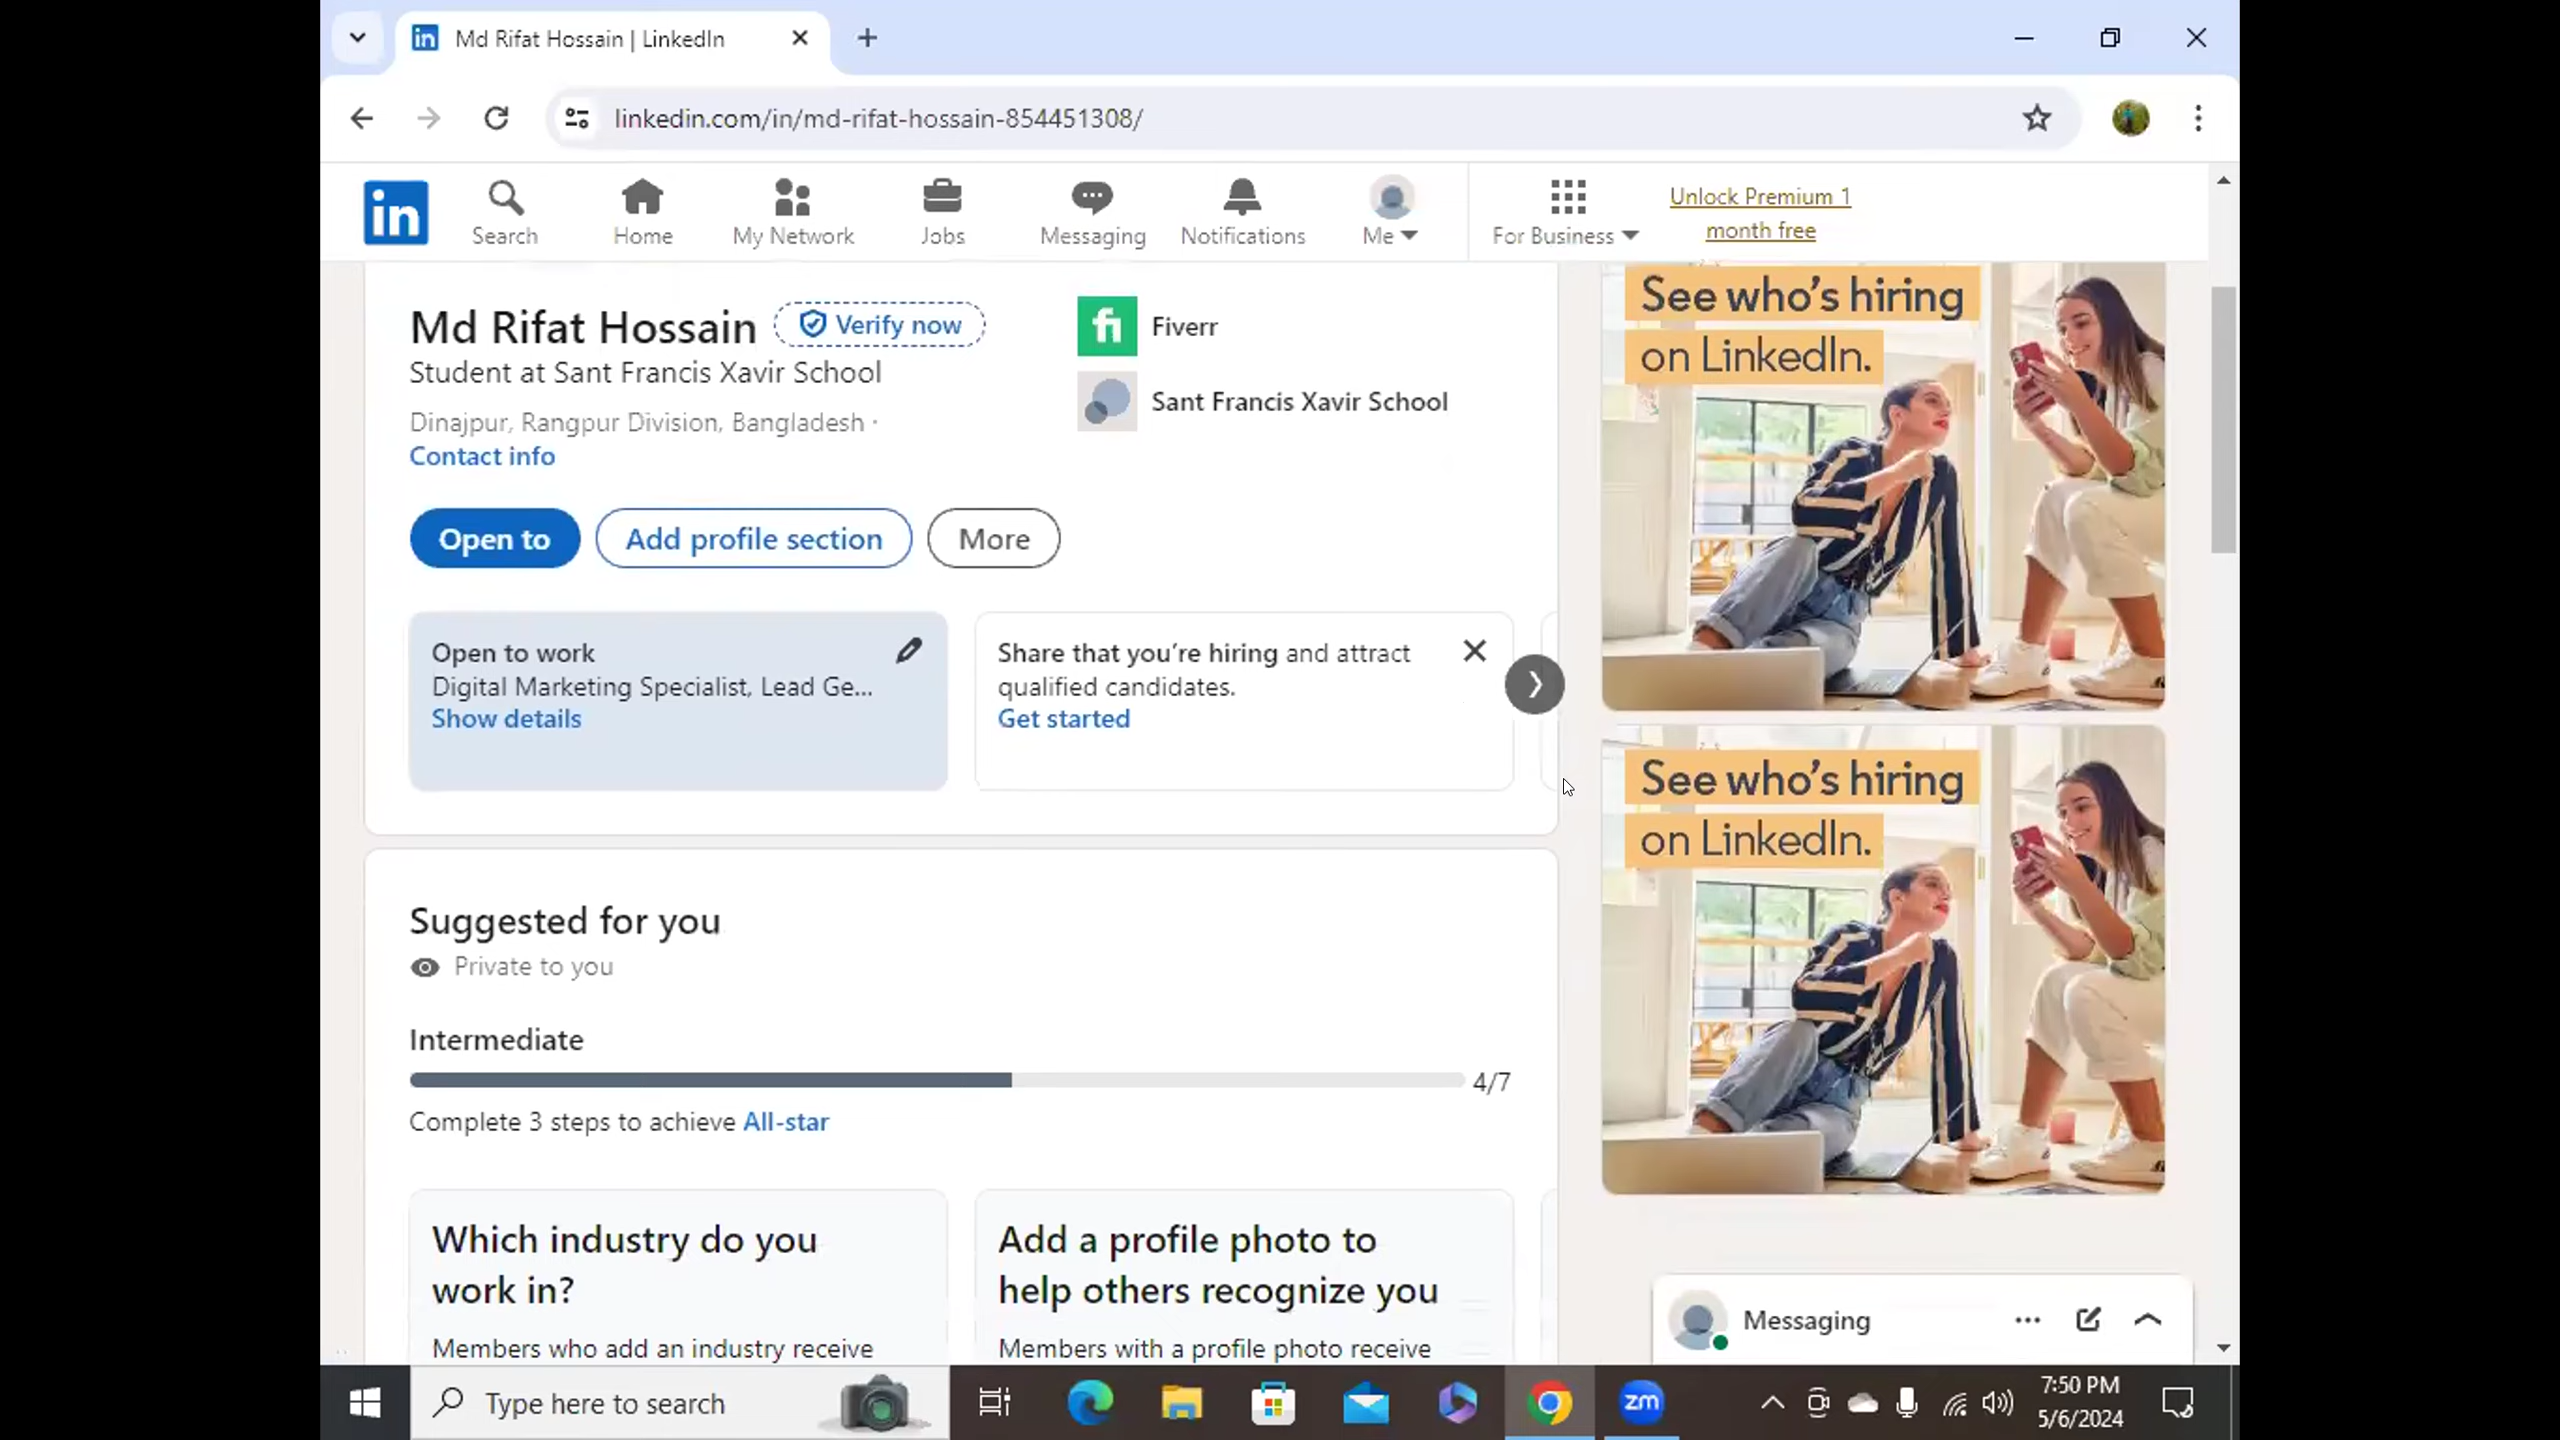 Md Rifat Hossain | LinkedIn
linkedin.com/in/md-rifat-hossain-854451308/
in
Search
Home
My Network
Jobs
Messaging
Notifications
Me
For Business
Unlock Premium 1
month free
Md Rifat Hossain
Verify now
Student at Sant Francis Xavir School
Dinajpur, Rangpur Division, Bangladesh ·
Contact info
fi
Fiverr
Sant Francis Xavir School
Open to
Add profile section
More
Open to work
Digital Marketing Specialist, Lead Ge...
Show details
Share that you're hiring and attract
qualified candidates.
Get started
Suggested for you
Private to you
Intermediate
4/7
Complete 3 steps to achieve All-star
Which industry do you
work in?
Members who add an industry receive
Add a profile photo to
help others recognize you
Members with a profile photo receive
See who's hiring
on LinkedIn.
See who's hiring
on LinkedIn.
Messaging
Type here to search
zm
7:50 PM
5/6/2024